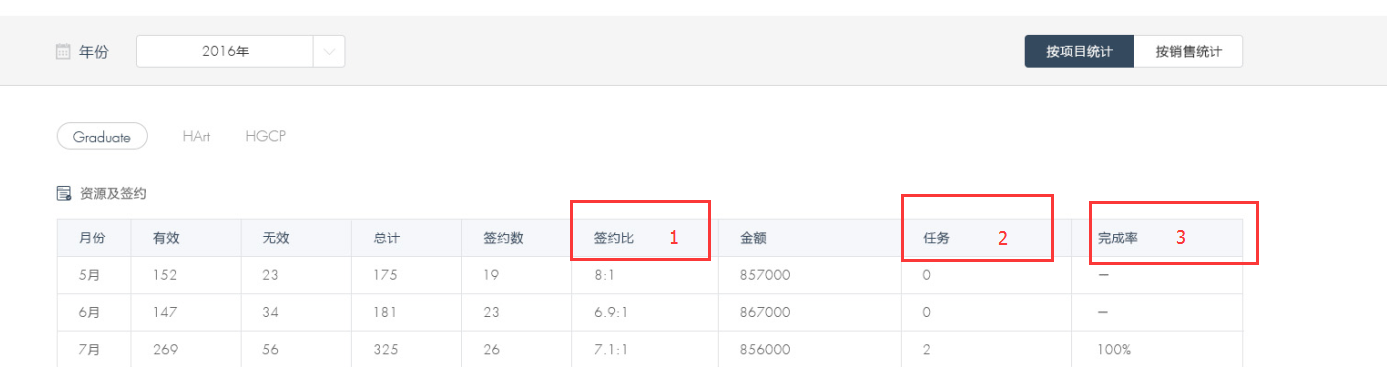 年份 2016年 按项目统计 按销售统计
Graduate HArt HGCP
资源及签约
月份 有效 无效 总计 签约数 签约比 1 金额 任务 2 完成率 3
5月 152 23 175 19 8:1 857000 0 —
6月 147 34 181 23 6.9:1 867000 0 —
7月 269 56 325 26 7.1:1 856000 2 100%